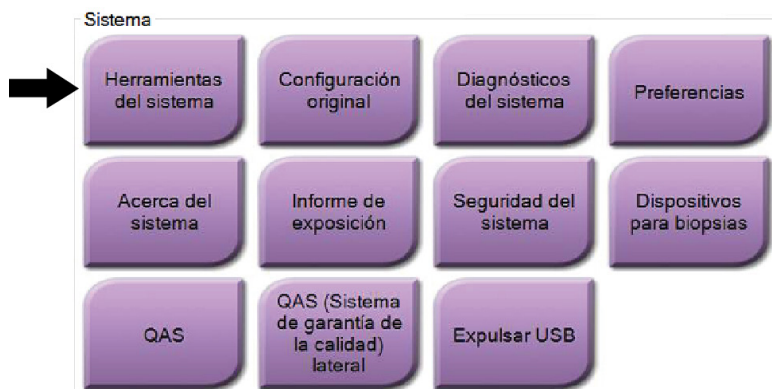 Sistema
Herramientas
del sistema
Configuración
original
Diagnósticos
del sistema
Preferencias
Acerca del
sistema
Informe de
exposición
Seguridad del
sistema
Dispositivos
para biopsias
QAS
QAS (Sistema
de garantía de
la calidad)
lateral
Expulsar USB